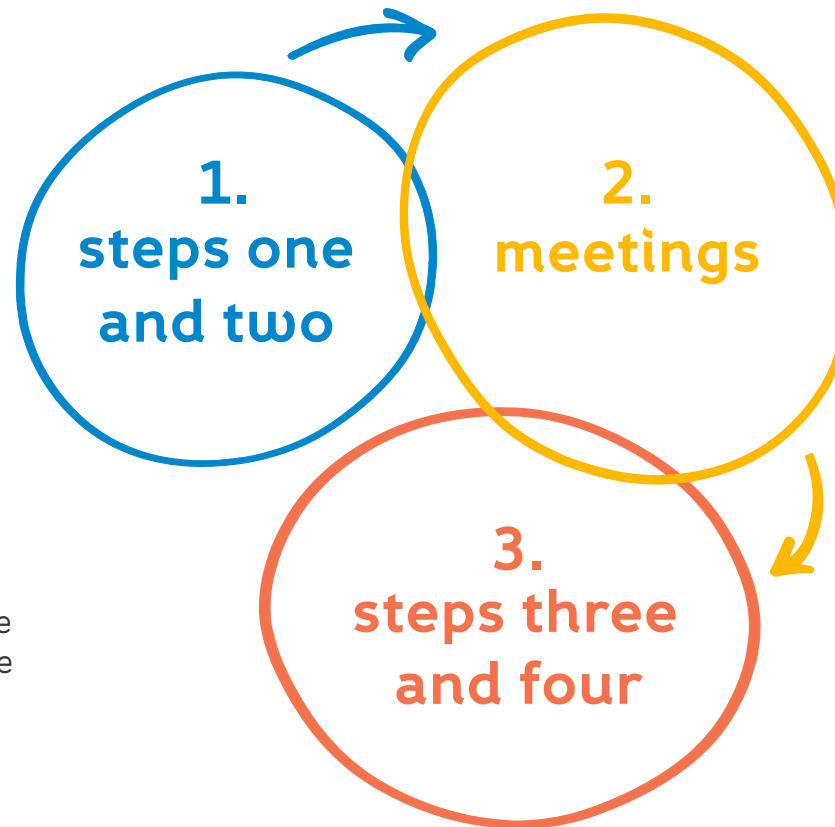 1.
steps one
and two
2.
meetings
3.
steps three
and four